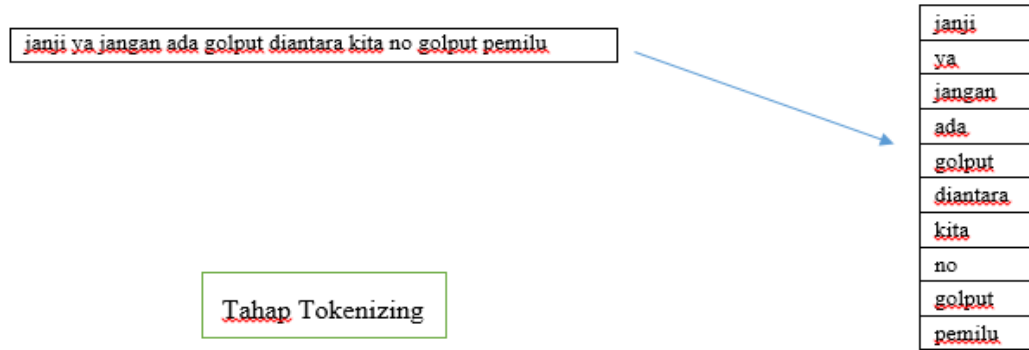 janji ya jangan ada golput diantara kita no golput pemilu
janji
ya
jangan
ada
golput
diantara
kita
no
golput
pemilu
Tahap Tokenizing